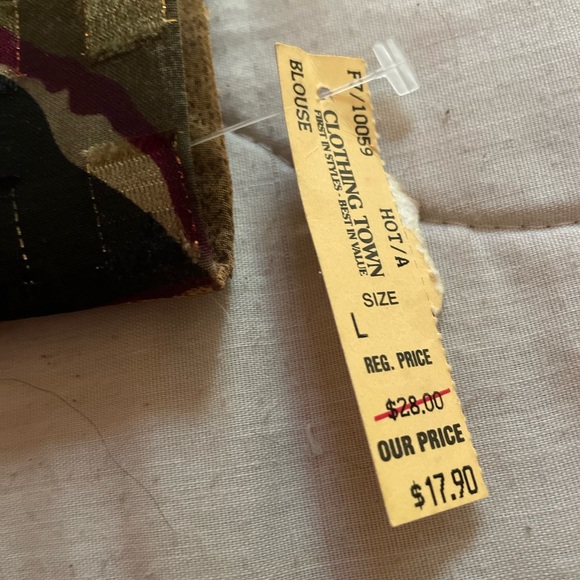 F7/10059
BLOUSE
CLOTHING TOWN
FIRST IN STYLES - BEST IN VALUE
HOT/A
SIZE
L
REG. PRICE
$28.00
OUR PRICE
$17.90